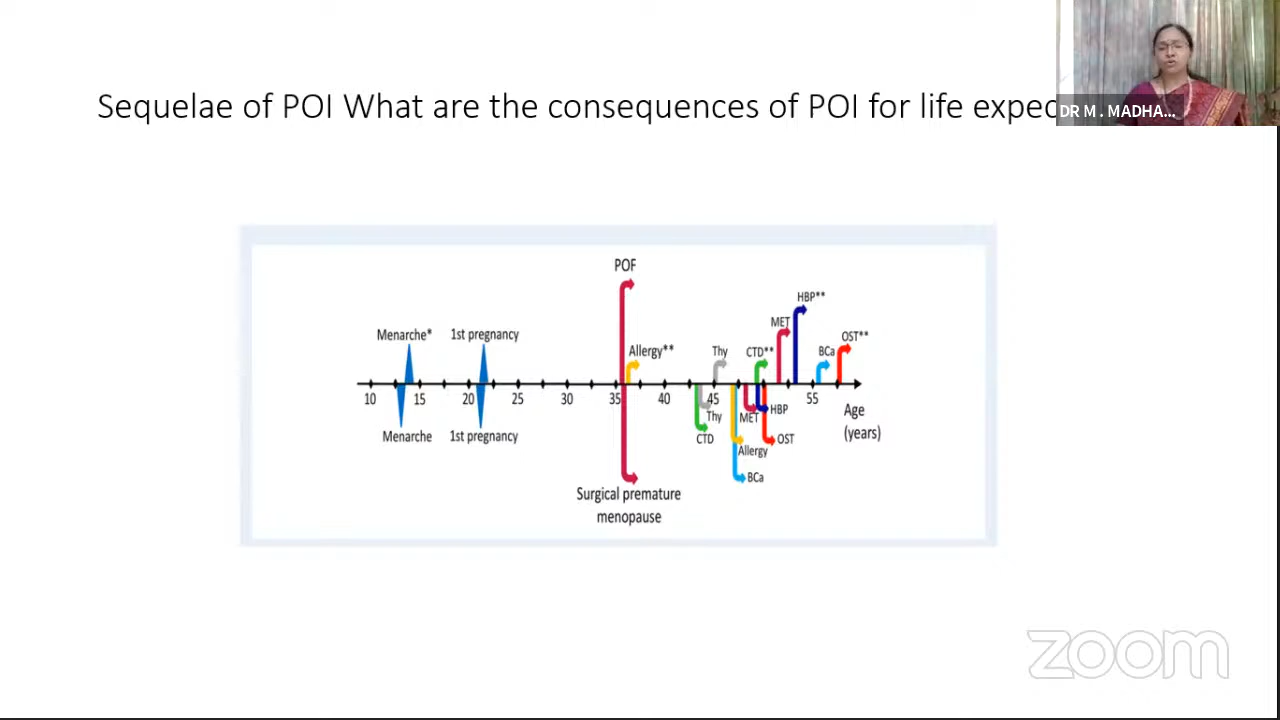 Sequelae of POI What are the consequences of POI for life expec
DR M . MADHA...
POF
HBP**
MET
OST**
Menarche* 1st pregnancy
Allergy** Thy CTD** BCa
10 15 20 25 30 35 40 45 55
Age
(years)
Thy MET HBP
Menarche 1st pregnancy
CTD OST
Allergy
BCa
Surgical premature
menopause
zoom